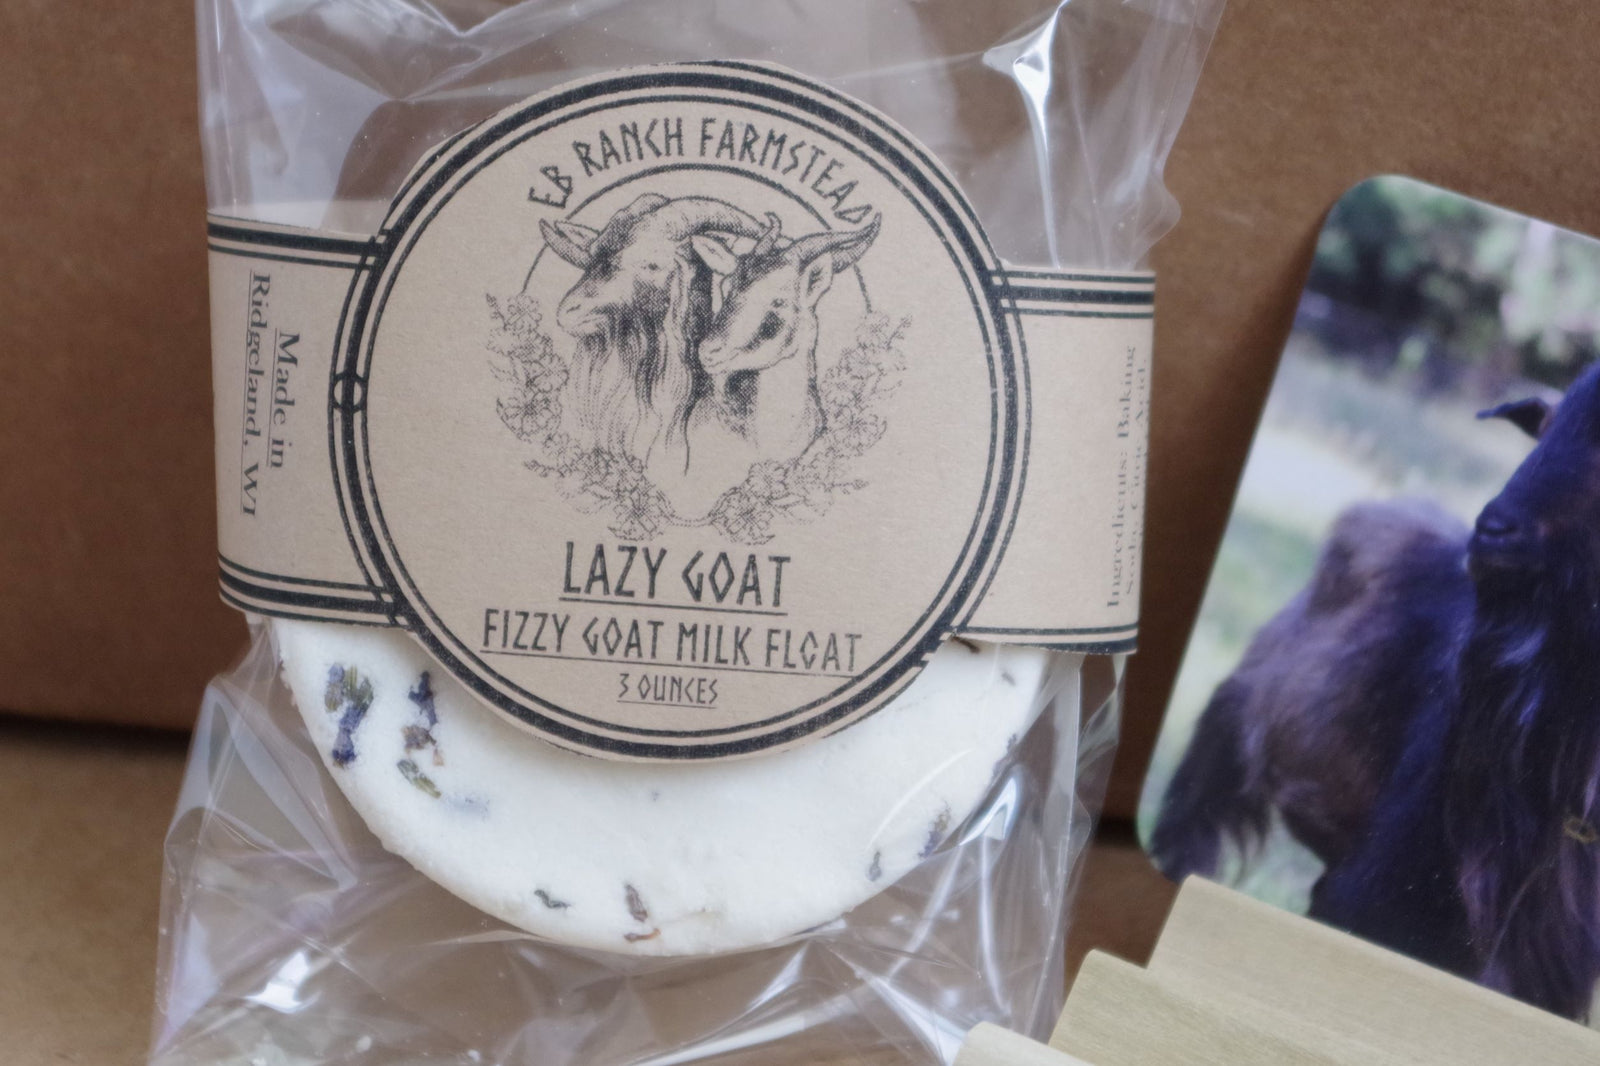 EB RANCH FARMSTEAD
LAZY GOAT
FIZZY GOAT MILK FLOAT
3 OUNCES
Made in
Ridgeland, WI
Ingredients: Baking
Soda, Citric Acid,